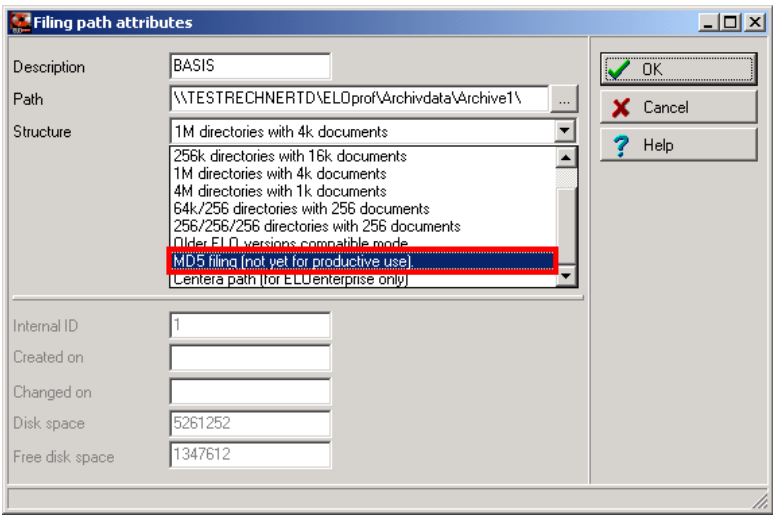 Filing path attributes
Description BASIS
Path \\TESTRECHNERTD\ELOprof\Archivdata\Archive1\ ...
Structure 1M directories with 4k documents
256k directories with 16k documents
1M directories with 4k documents
4M directories with 1k documents
64k/256 directories with 256 documents
256/256/256 directories with 256 documents
Older ELO versions compatible mode
MD5 filing (not yet for productive use).
Centera path (for ELOenterprise only)
Internal ID 1
Created on
Changed on
Disk space 5261252
Free disk space 1347612
OK
Cancel
Help